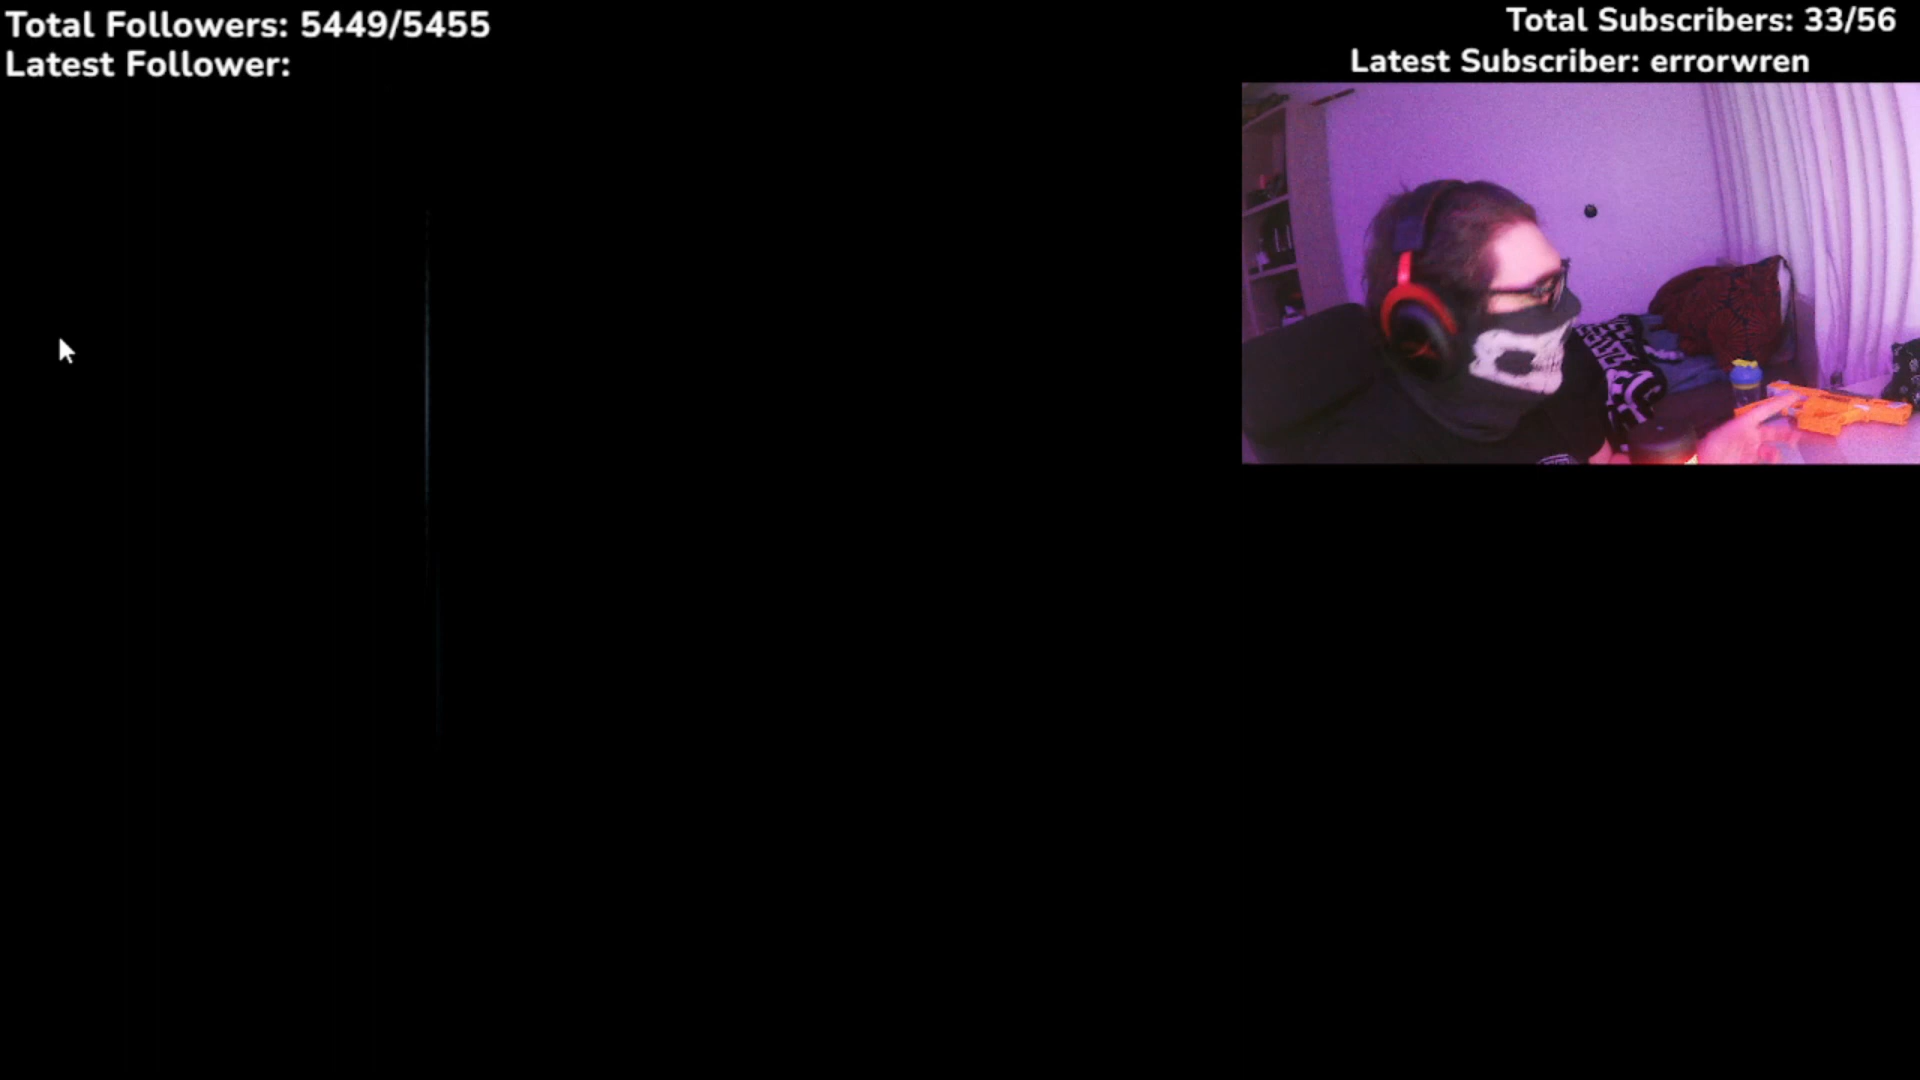 Total Followers: 5449/5455
Latest Follower:
Total Subscribers: 33/56
Latest Subscriber: errorwren